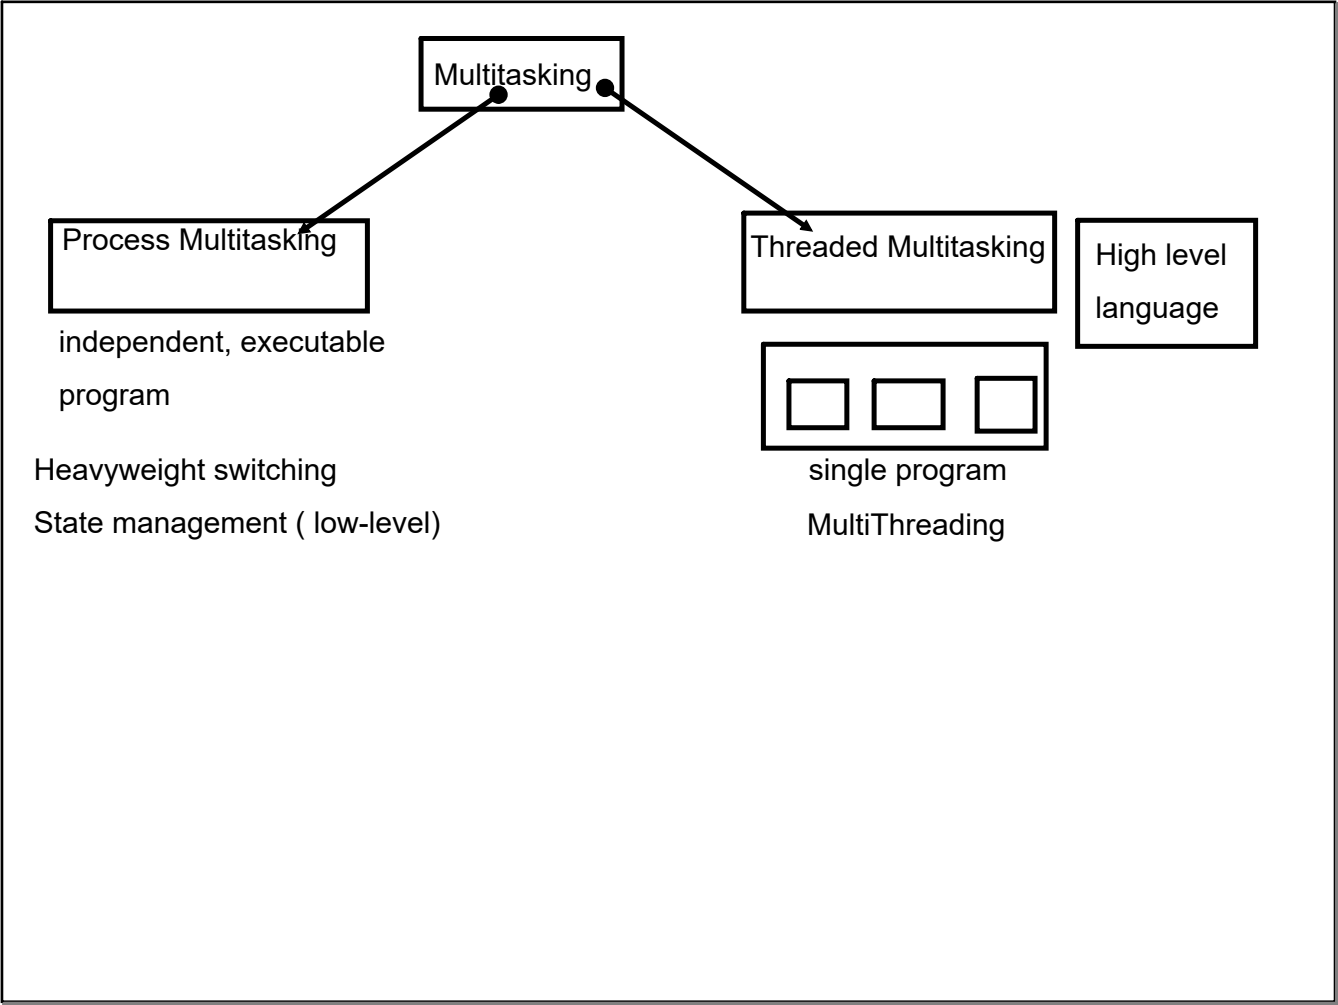 Multitasking
Process Multitasking
Threaded Multitasking
High level
language
independent, executable
program
Heavyweight switching
State management ( low-level)
single program
MultiThreading